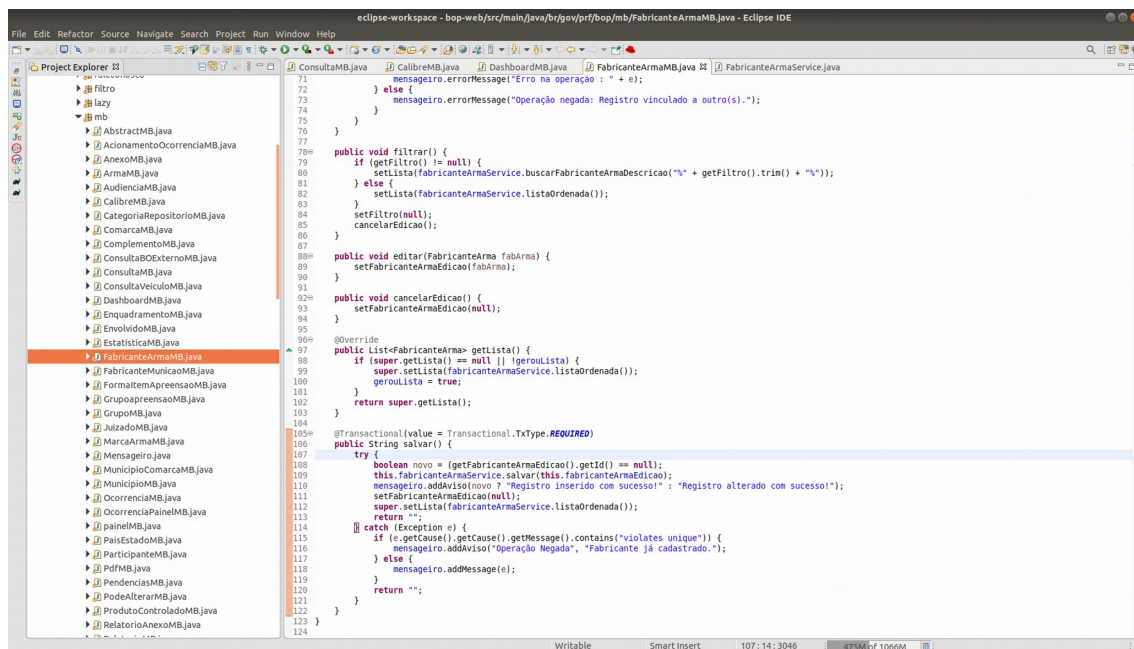 eclipse-workspace - bop-web/src/main/java/br/gov/prf/bop/mb/FabricanteArmaMB.java - Eclipse IDE
File Edit Refactor Source Navigate Search Project Run Window Help
Project Explorer
filtro
lazy
mb
AbstractMB.java
AcionamentoOcorrenciaMB.java
AnexoMB.java
ArmaMB.java
AudienciaMB.java
CalibreMB.java
CategoriaRepositorioMB.java
ComarcaMB.java
ComplementoMB.java
ConsultaBOExternoMB.java
ConsultaMB.java
ConsultaVeiculoMB.java
DashboardMB.java
EnquadramentoMB.java
EnvolvidoMB.java
EstatisticaMB.java
FabricanteArmaMB.java
FabricanteMunicaoMB.java
FormaItemApreensaoMB.java
GrupoapreensaoMB.java
GrupoMB.java
JuizadoMB.java
MarcaArmaMB.java
Mensageiro.java
MunicipioComarcaMB.java
MunicipioMB.java
OcorrenciaMB.java
OcorrenciaPainelMB.java
painelMB.java
PaisEstadoMB.java
ParticipanteMB.java
PdfMB.java
PendenciasMB.java
PodeAlterarMB.java
ProdutoControladoMB.java
RelatorioAnexoMB.java
ConsultaMB.java CalibreMB.java DashboardMB.java FabricanteArmaMB.java FabricanteArmaService.java
71 mensageiro.errorMessage("Erro na operação : " + e);
72 } else {
73 mensageiro.errorMessage("Operação negada: Registro vinculado a outro(s).");
74 }
75 }
76 }
77
78 public void filtrar() {
79 if (getFiltro() != null) {
80 setLista(fabricanteArmaService.buscarFabricanteArmaDescricao("%" + getFiltro().trim() + "%"));
81 } else {
82 setLista(fabricanteArmaService.listaOrdenada());
83 }
84 setFiltro(null);
85 cancelarEdicao();
86 }
87
88 public void editar(FabricanteArma fabArma) {
89 setFabricanteArmaEdicao(fabArma);
90 }
91
92 public void cancelarEdicao() {
93 setFabricanteArmaEdicao(null);
94 }
95
96 @Override
97 public List<FabricanteArma> getLista() {
98 if (super.getLista() == null || !gerouLista) {
99 super.setLista(fabricanteArmaService.listaOrdenada());
100 gerouLista = true;
101 }
102 return super.getLista();
103 }
104
105 @Transactional(value = Transactional.TxType.REQUIRED)
106 public String salvar() {
107 try {
108 boolean novo = (getFabricanteArmaEdicao().getId() == null);
109 this.fabricanteArmaService.salvar(this.fabricanteArmaEdicao);
110 mensageiro.addAviso(novo ? "Registro inserido com sucesso!" : "Registro alterado com sucesso!");
111 setFabricanteArmaEdicao(null);
112 super.setLista(fabricanteArmaService.listaOrdenada());
113 return "";
114 } catch (Exception e) {
115 if (e.getCause().getCause().getMessage().contains("violates unique")) {
116 mensageiro.addAviso("Operação Negada", "Fabricante já cadastrado.");
117 } else {
118 mensageiro.addMessage(e);
119 }
120 return "";
121 }
122 }
123 }
124
Writable Smart Insert 107 : 14 : 3046 475M of 1066M